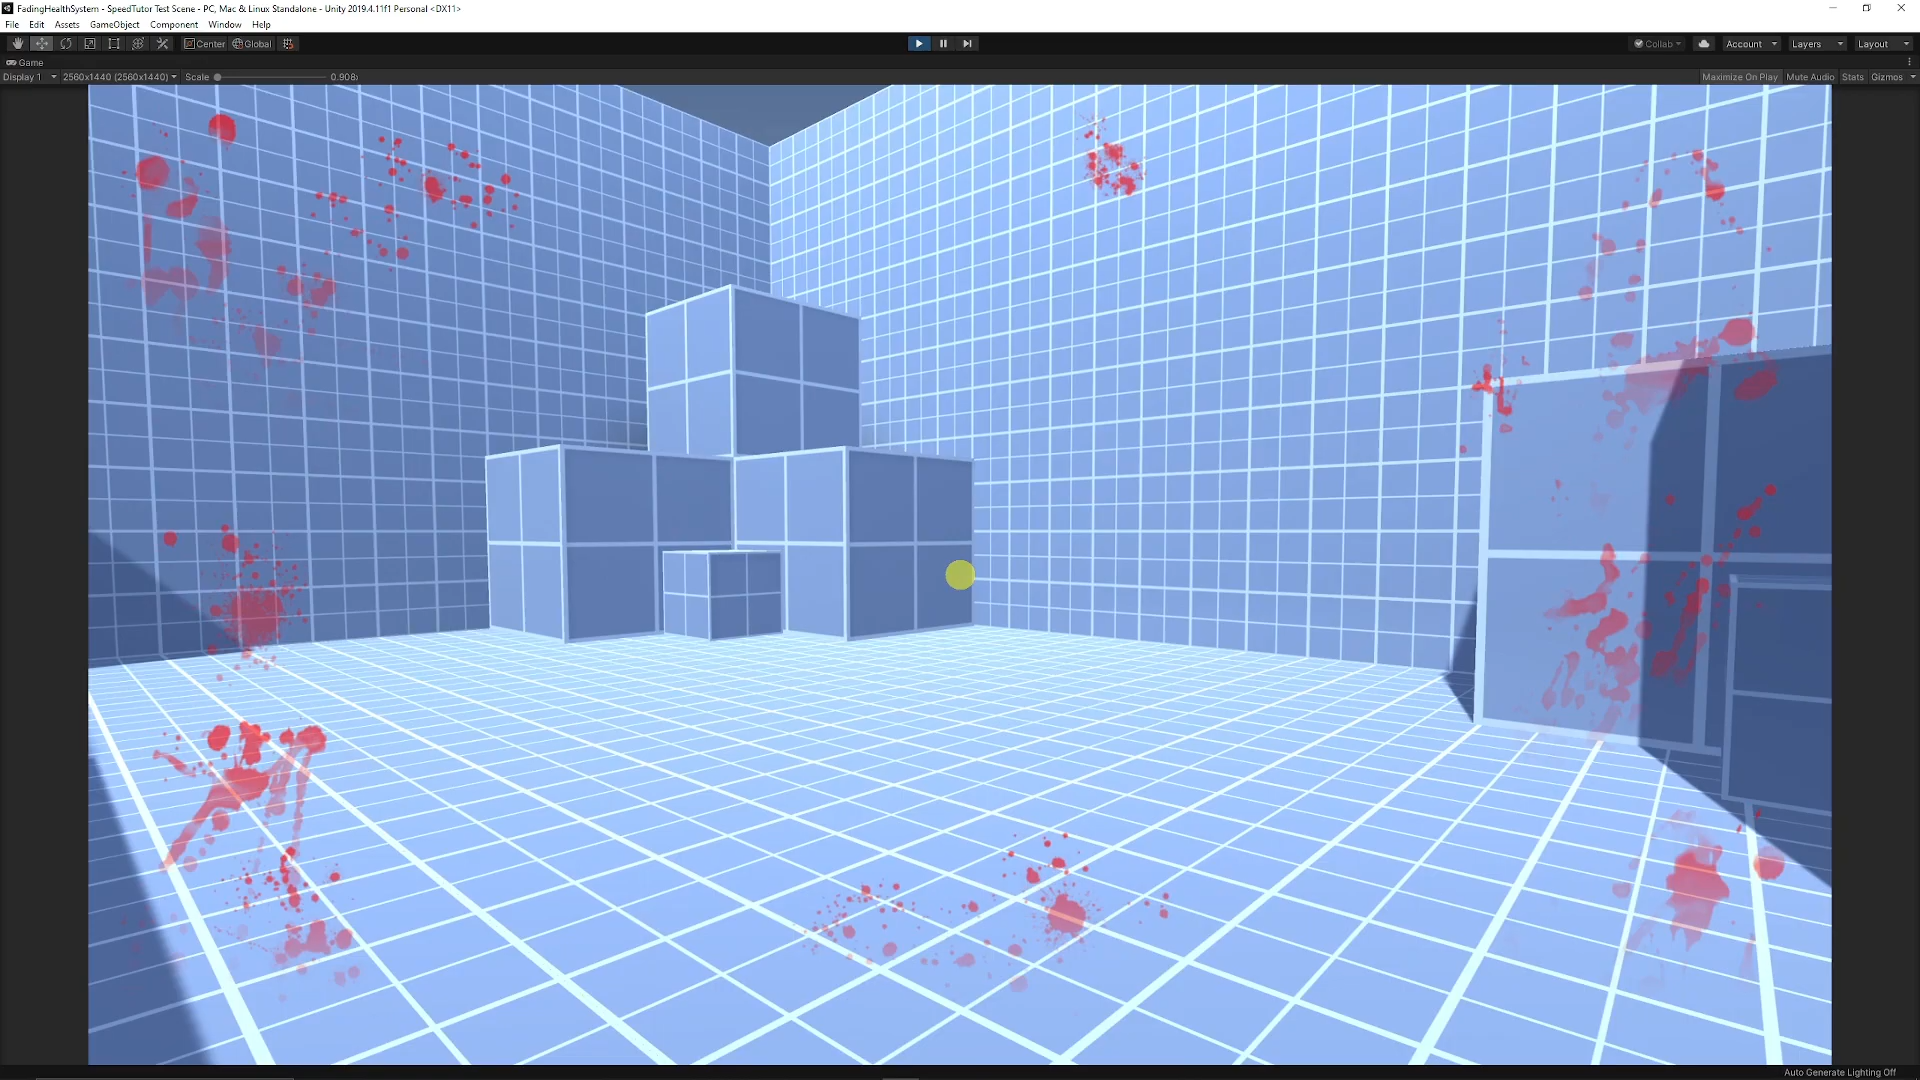 FadingHealthSystem - SpeedTutor Test Scene - PC, Mac & Linux Standalone - Unity 2019.4.11f1 Personal <DX11>
File Edit Assets GameObject Component Window Help
Center Global Collab Account Layers Layout
Game
Display 1 2560x1440 (2560x1440) Scale 0.908x Maximize On Play Mute Audio Stats Gizmos
Auto Generate Lighting Off